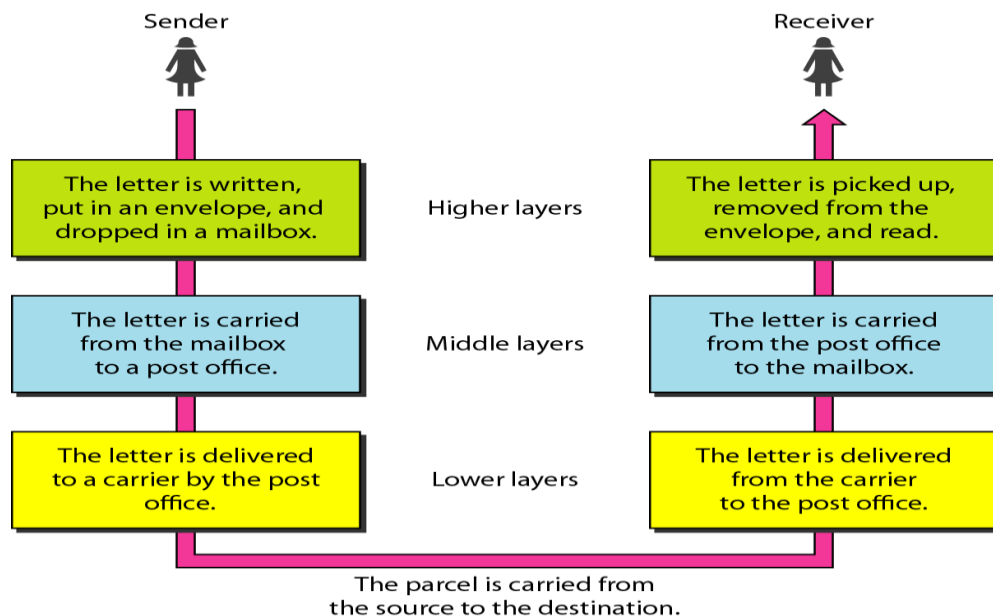 Sender
Receiver
The letter is written,
put in an envelope, and
dropped in a mailbox.
Higher layers
The letter is picked up,
removed from the
envelope, and read.
The letter is carried
from the mailbox
to a post office.
Middle layers
The letter is carried
from the post office
to the mailbox.
The letter is delivered
to a carrier by the post
office.
Lower layers
The letter is delivered
from the carrier
to the post office.
The parcel is carried from
the source to the destination.